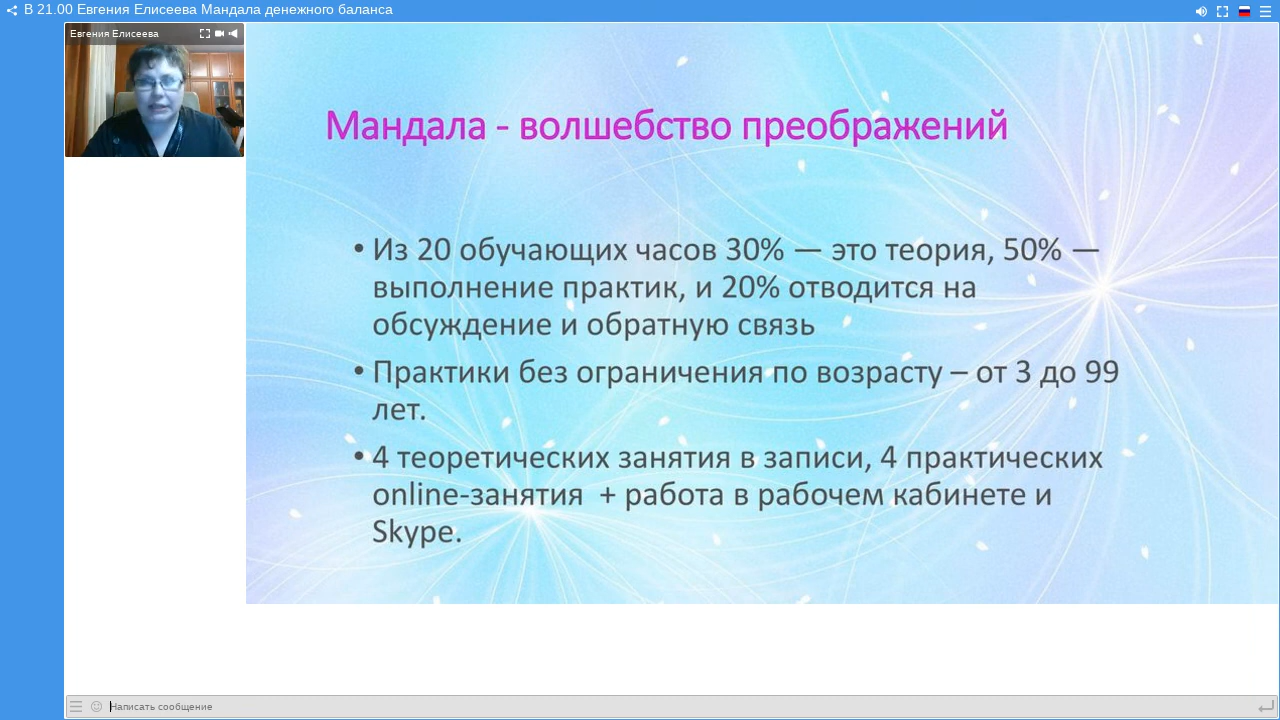 В 21.00 Евгения Елисеева Мандала денежного баланса
Евгения Елисеева
Мандала - волшебство преображений
• Из 20 обучающих часов 30% — это теория, 50% —
выполнение практик, и 20% отводится на
обсуждение и обратную связь
• Практики без ограничения по возрасту – от 3 до 99
лет.
• 4 теоретических занятия в записи, 4 практических
online-занятия + работа в рабочем кабинете и
Skype.
Написать сообщение